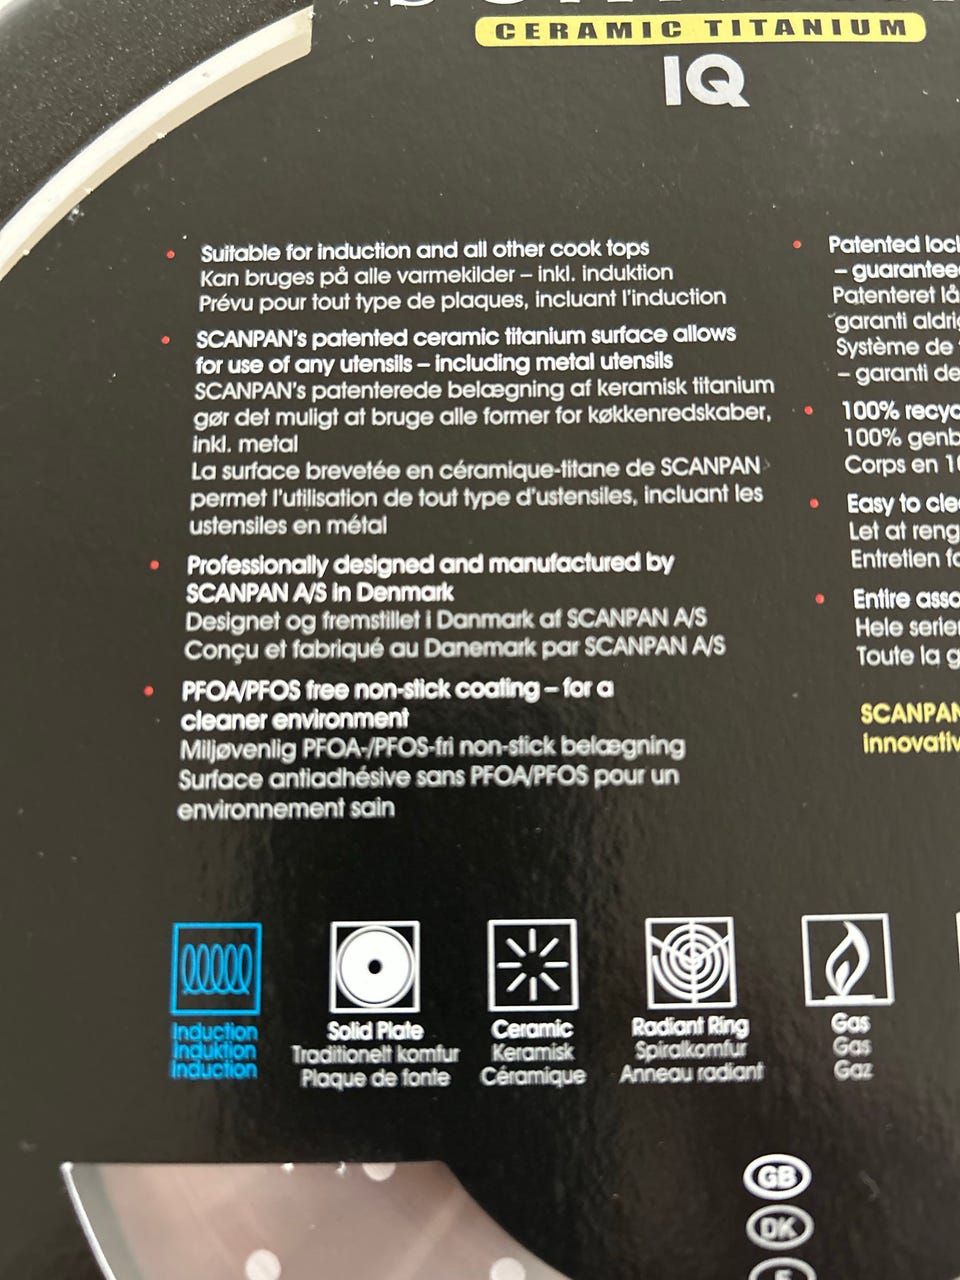 CERAMIC TITANIUM
IQ
Suitable for induction and all other cook tops
Kan bruges på alle varmekilder – inkl. induktion
Prévu pour tout type de plaques, incluant l'induction
SCANPAN's patented ceramic titanium surface allows
for use of any utensils – including metal utensils
SCANPAN's patenterede belægning af keramisk titanium
gør det muligt at bruge alle former for køkkenredskaber,
inkl. metal
La surface brevetée en céramique-titane de SCANPAN
permet l'utilisation de tout type d'ustensiles, incluant les
ustensiles en métal
Professionally designed and manufactured by
SCANPAN A/S in Denmark
Designet og fremstillet i Danmark af SCANPAN A/S
Conçu et fabriqué au Danemark par SCANPAN A/S
PFOA/PFOS free non-stick coating – for a
cleaner environment
Miljøvenlig PFOA-/PFOS-fri non-stick belægning
Surface antiadhésive sans PFOA/PFOS pour un
environnement sain
Patented
– guarantee
Patenteret
garanti
Système de
– garanti de
100%
100%
Corps en
Easy to
Let at
Entretien
Entire
Hele
Toute la
SCANPAN
Induction
Induktion
Induction
Solid Plate
Traditionelt komfur
Plaque de fonte
Ceramic
Keramisk
Céramique
Radiant Ring
Spiralkomfur
Anneau radiant
Gas
Gas
Gaz
GB
DK